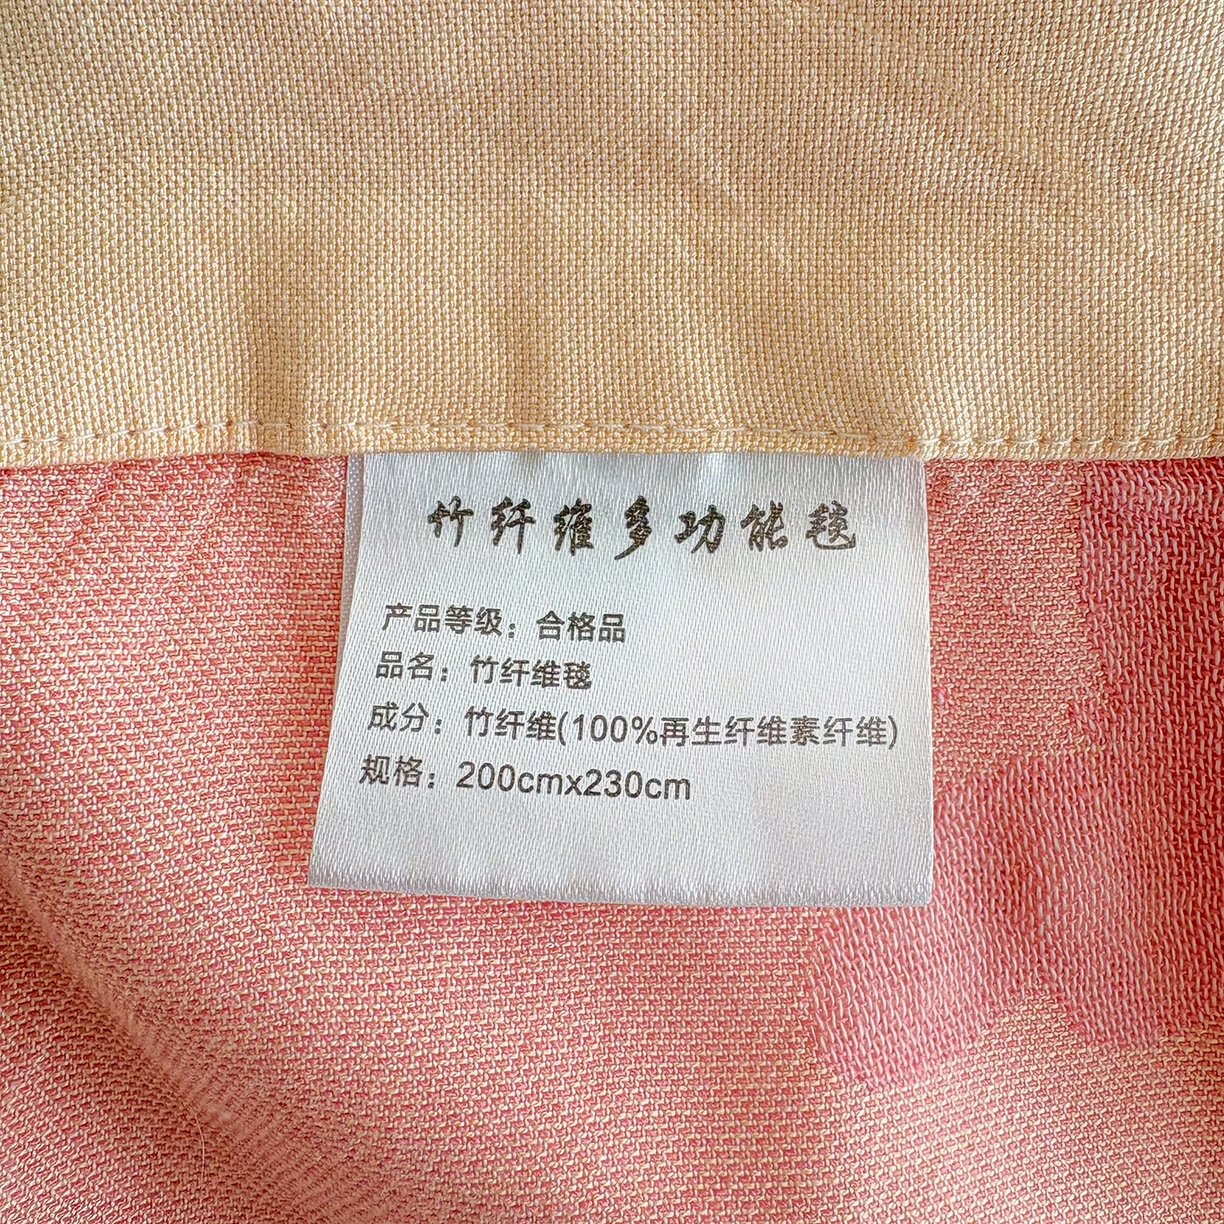 竹纤维多功能毯
产品等级：合格品
品名：竹纤维毯
成分：竹纤维(100%再生纤维素纤维)
规格：200cmx230cm